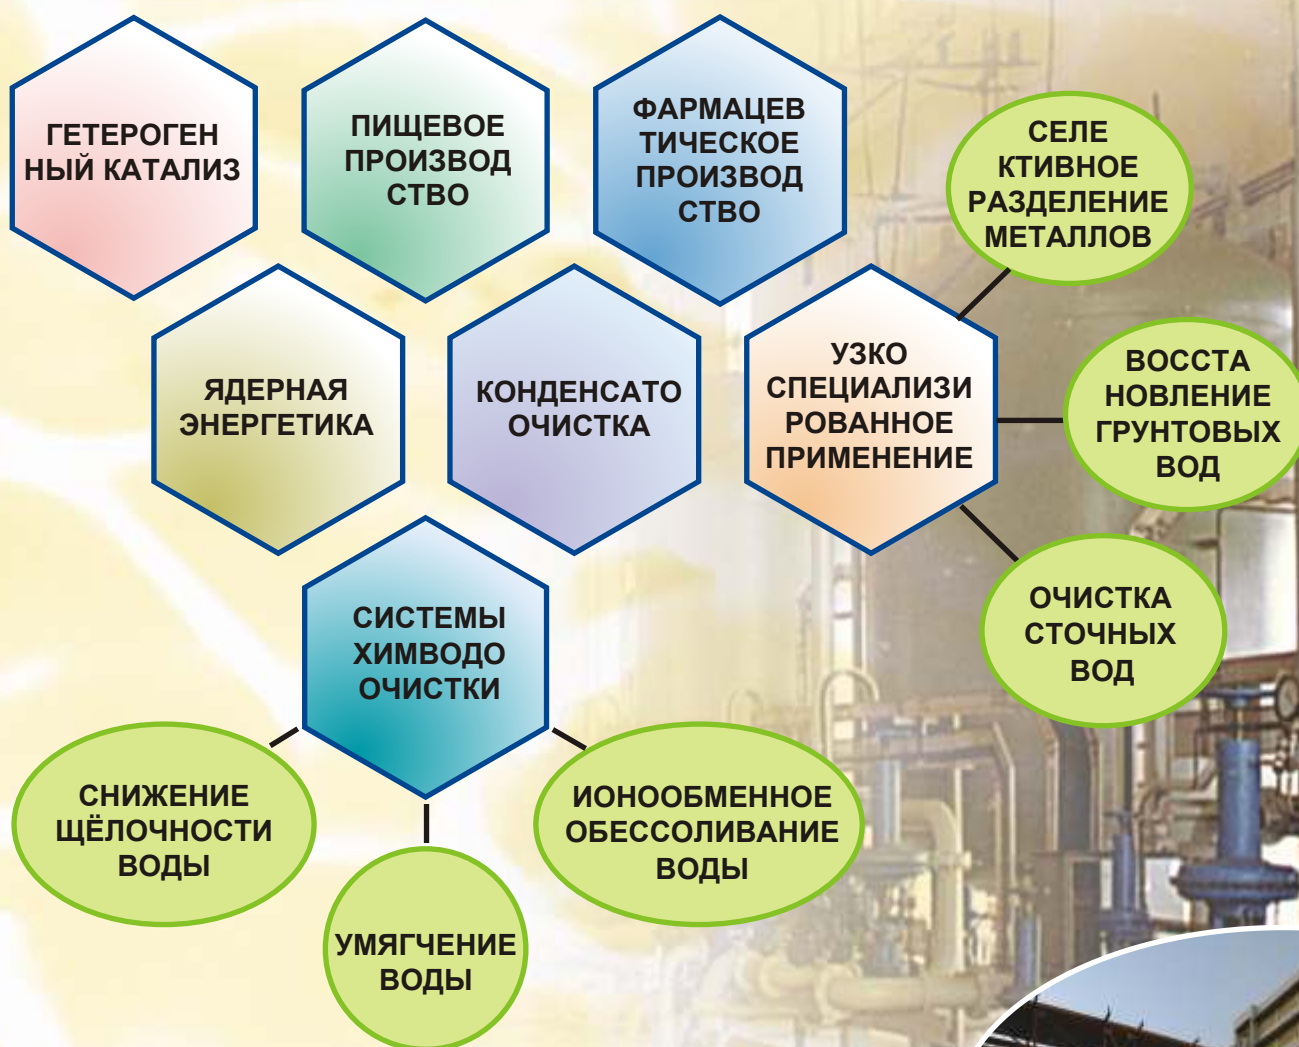 ГЕТЕРОГЕН
НЫЙ КАТАЛИЗ
ПИЩЕВОЕ
ПРОИЗВОД
СТВО
ФАРМАЦЕВ
ТИЧЕСКОЕ
ПРОИЗВОД
СТВО
СЕЛЕ
КТИВНОЕ
РАЗДЕЛЕНИЕ
МЕТАЛЛОВ
ЯДЕРНАЯ
ЭНЕРГЕТИКА
КОНДЕНСАТО
ОЧИСТКА
УЗКО
СПЕЦИАЛИЗИ
РОВАННОЕ
ПРИМЕНЕНИЕ
ВОССТА
НОВЛЕНИЕ
ГРУНТОВЫХ
ВОД
ОЧИСТКА
СТОЧНЫХ
ВОД
СИСТЕМЫ
ХИМВОДО
ОЧИСТКИ
СНИЖЕНИЕ
ЩЁЛОЧНОСТИ
ВОДЫ
УМЯГЧЕНИЕ
ВОДЫ
ИОНООБМЕННОЕ
ОБЕССОЛИВАНИЕ
ВОДЫ